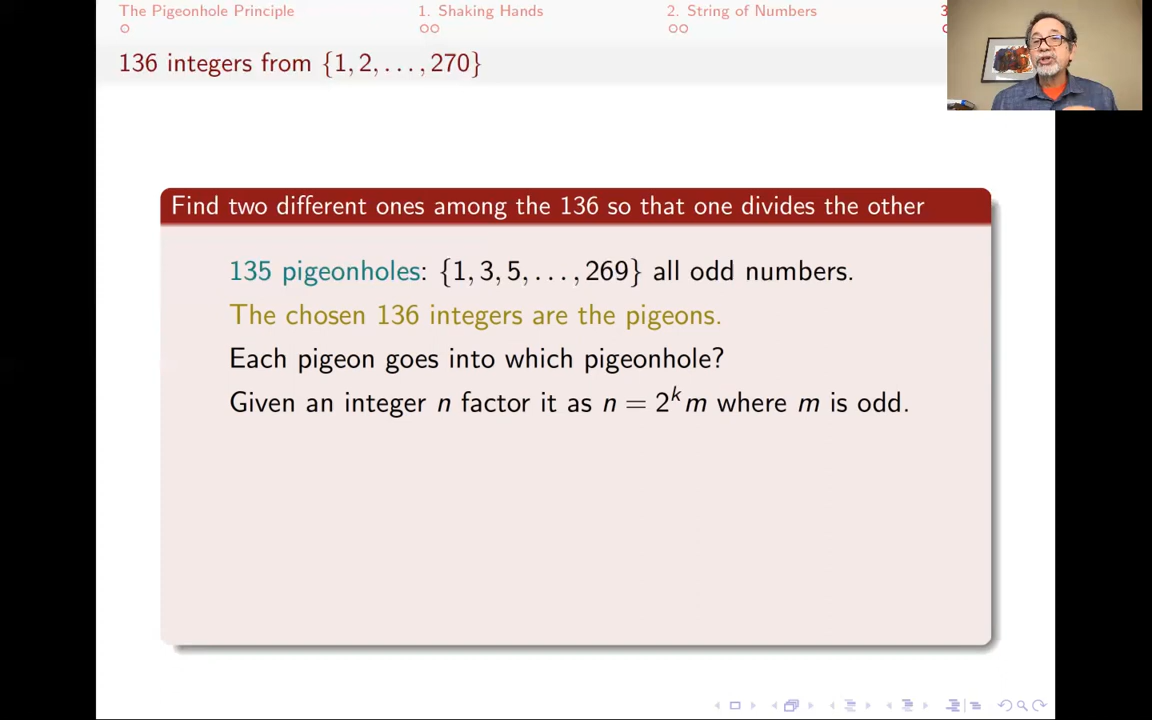 The Pigeonhole Principle
1. Shaking Hands
2. String of Numbers
3
136 integers from {1, 2, . . . , 270}
Find two different ones among the 136 so that one divides the other
135 pigeonholes: {1, 3, 5, . . . , 269} all odd numbers.
The chosen 136 integers are the pigeons.
Each pigeon goes into which pigeonhole?
Given an integer n factor it as n = 2ᵏm where m is odd.